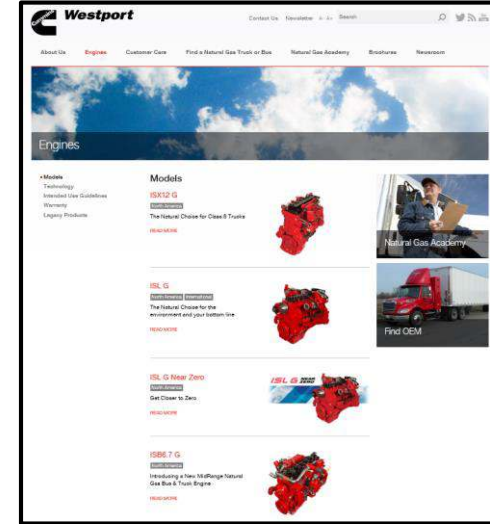 Westport
Contact Us Newsletter Search
About Us Engines Customer Care Find a Natural Gas Truck or Bus Natural Gas Academy Brochures Newsroom
Engines
Models
Technology
Intended Use Guidelines
Warranty
Legacy Products
Models
ISX12 G
North America
The Natural Choice for Class 8 Trucks
READ MORE
ISL G
North America International
The Natural Choice for the
environment and your bottom line
READ MORE
ISL G Near Zero
North America
Get Closer to Zero
READ MORE
ISL G NEAR
ZERO
ISB6.7 G
North America
Introducing a New MidRange Natural
Gas Bus & Truck Engine
READ MORE
Natural Gas Academy
Find OEM